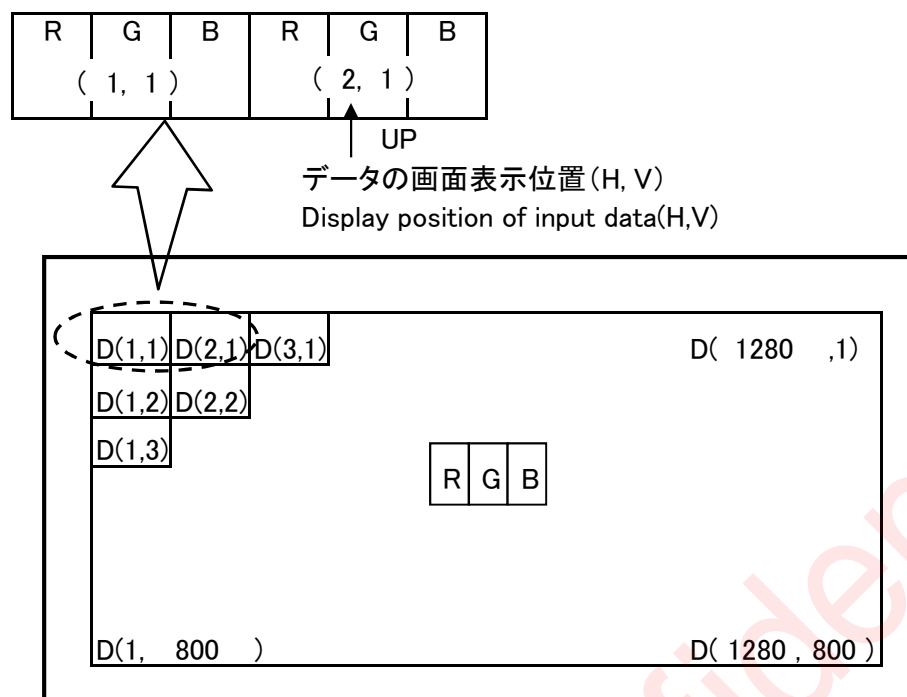 R G B R G B
( 1, 1 ) ( 2, 1 )
UP
データの画面表示位置(H, V)
Display position of input data(H,V)
D(1,1) D(2,1) D(3,1) D( 1280 ,1)
D(1,2) D(2,2)
D(1,3)
R G B
D(1, 800 ) D( 1280 , 800 )